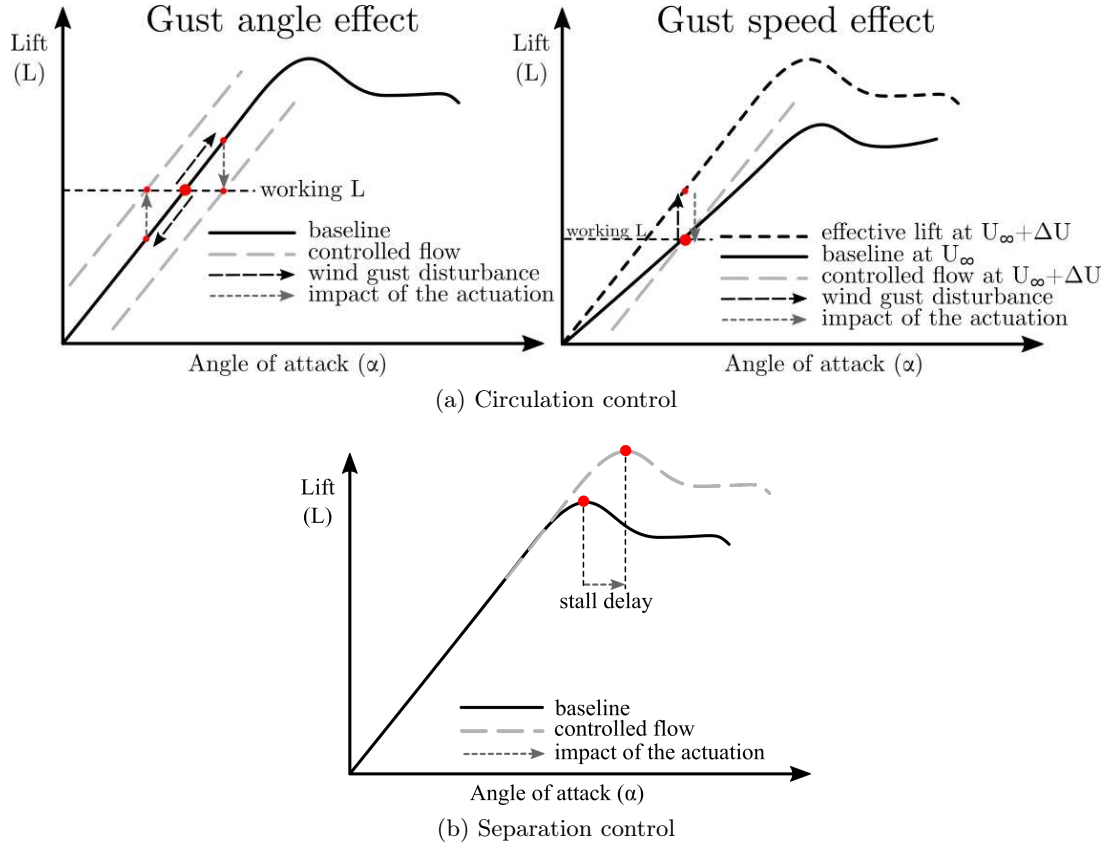 Gust angle effect
Lift
(L)
working L
baseline
controlled flow
wind gust disturbance
impact of the actuation
Angle of attack (α)
Gust speed effect
Lift
(L)
working L
effective lift at U∞+ΔU
baseline at U∞
controlled flow at U∞+ΔU
wind gust disturbance
impact of the actuation
Angle of attack (α)
(a) Circulation control
Lift
(L)
stall delay
baseline
controlled flow
impact of the actuation
Angle of attack (α)
(b) Separation control